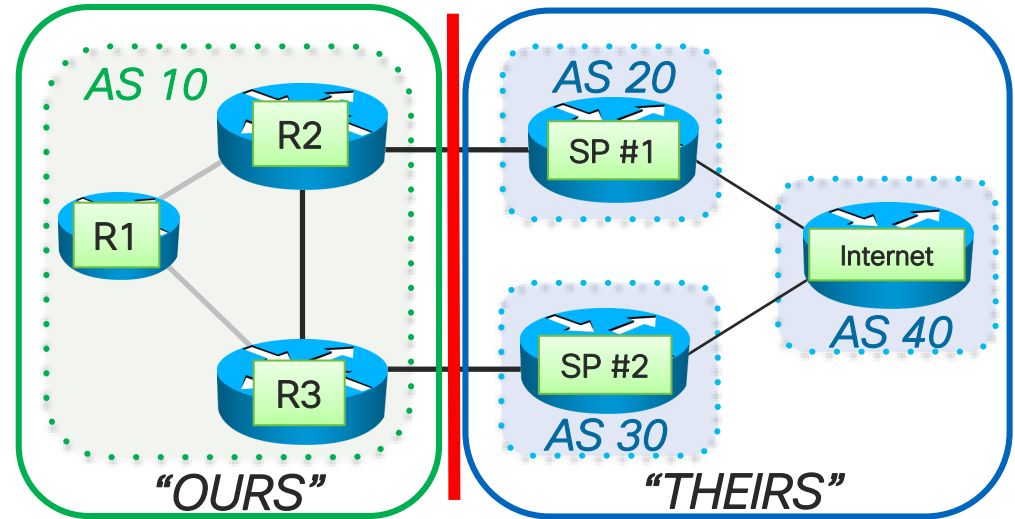 AS 10
R2
R1
R3
"OURS"
AS 20
SP #1
Internet
AS 40
SP #2
AS 30
"THEIRS"